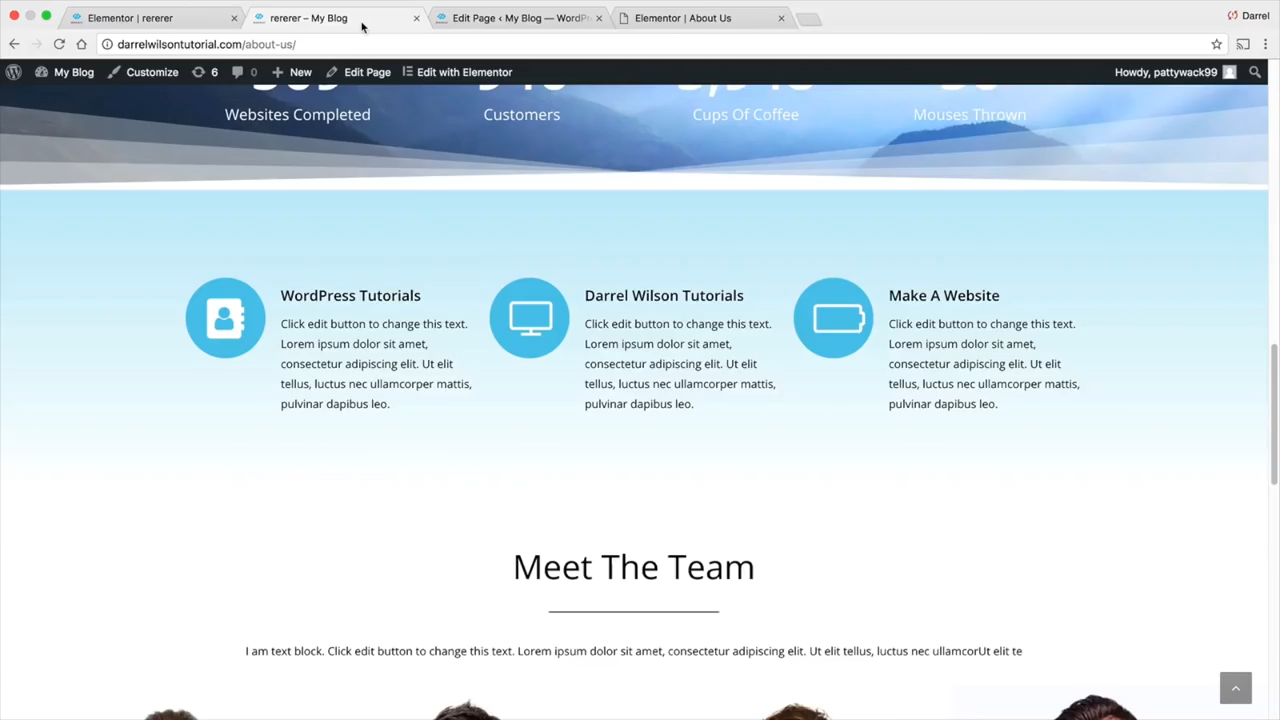 Elementor | rererer
rererer – My Blog
Edit Page ‹ My Blog — WordPr
Elementor | About Us
Darrel
darrelwilsontutorial.com/about-us/
My Blog
Customize
6
0
New
Edit Page
Edit with Elementor
Howdy, pattywack99
Websites Completed
Customers
Cups Of Coffee
Mouses Thrown
WordPress Tutorials
Click edit button to change this text.
Lorem ipsum dolor sit amet,
consectetur adipiscing elit. Ut elit
tellus, luctus nec ullamcorper mattis,
pulvinar dapibus leo.
Darrel Wilson Tutorials
Click edit button to change this text.
Lorem ipsum dolor sit amet,
consectetur adipiscing elit. Ut elit
tellus, luctus nec ullamcorper mattis,
pulvinar dapibus leo.
Make A Website
Click edit button to change this text.
Lorem ipsum dolor sit amet,
consectetur adipiscing elit. Ut elit
tellus, luctus nec ullamcorper mattis,
pulvinar dapibus leo.
Meet The Team
I am text block. Click edit button to change this text. Lorem ipsum dolor sit amet, consectetur adipiscing elit. Ut elit tellus, luctus nec ullamcorUt elit te